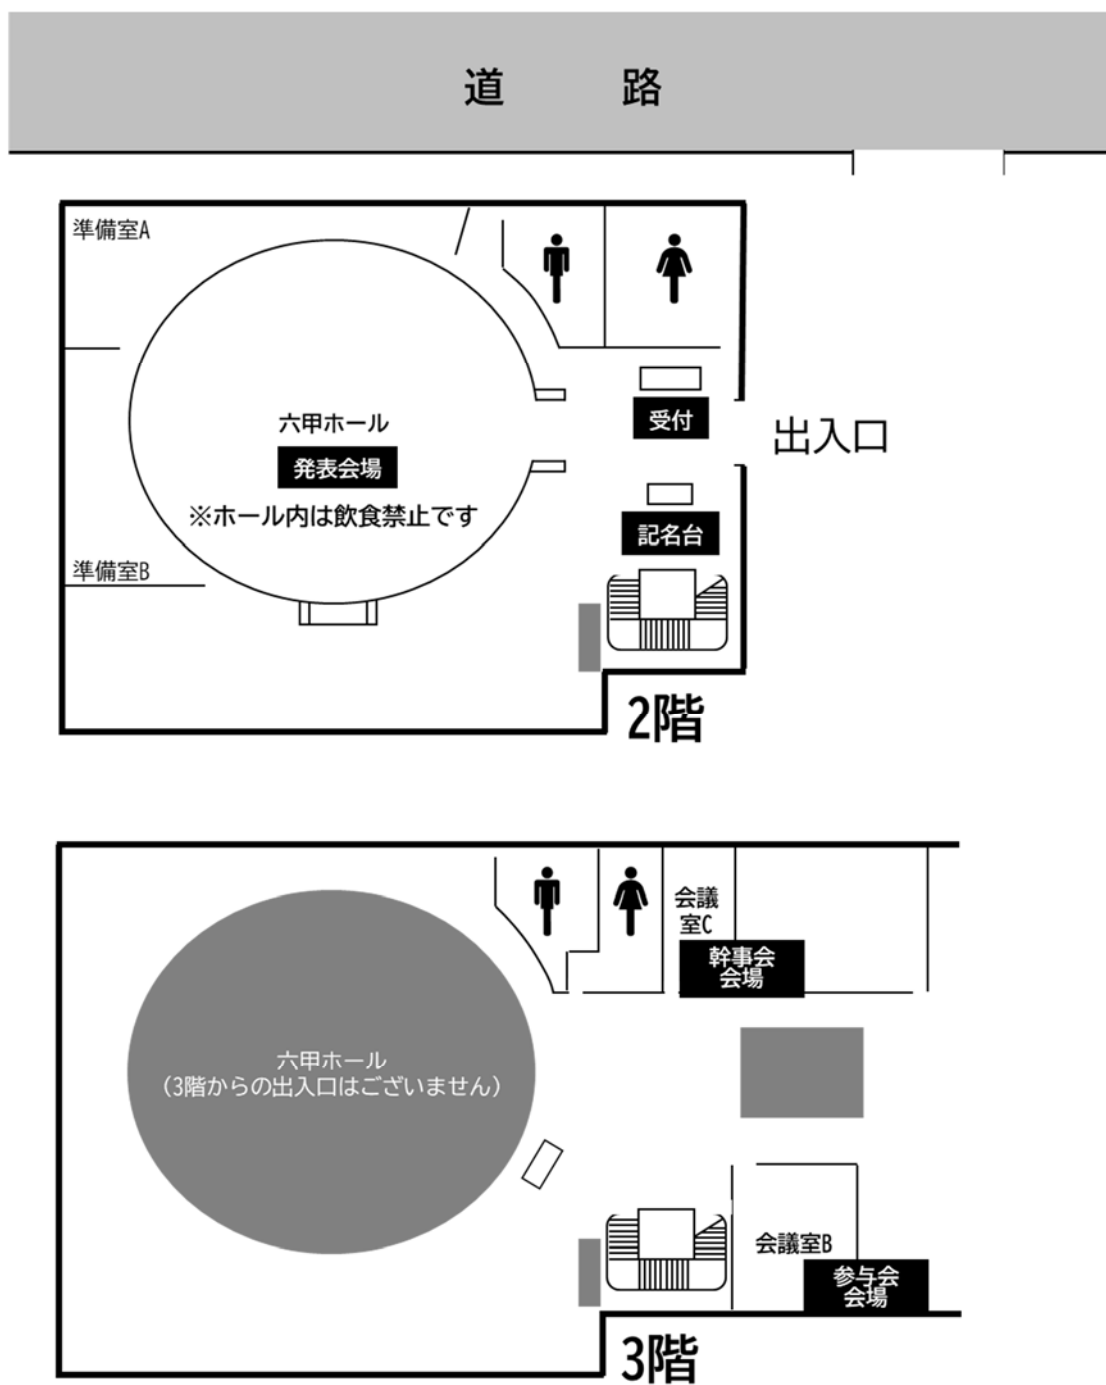 道　路
準備室A
受付
出入口
六甲ホール
発表会場
※ホール内は飲食禁止です
記名台
準備室B
2階
会議
室C
幹事会
会場
六甲ホール
（3階からの出入口はございません）
会議室B
参与会
会場
3階